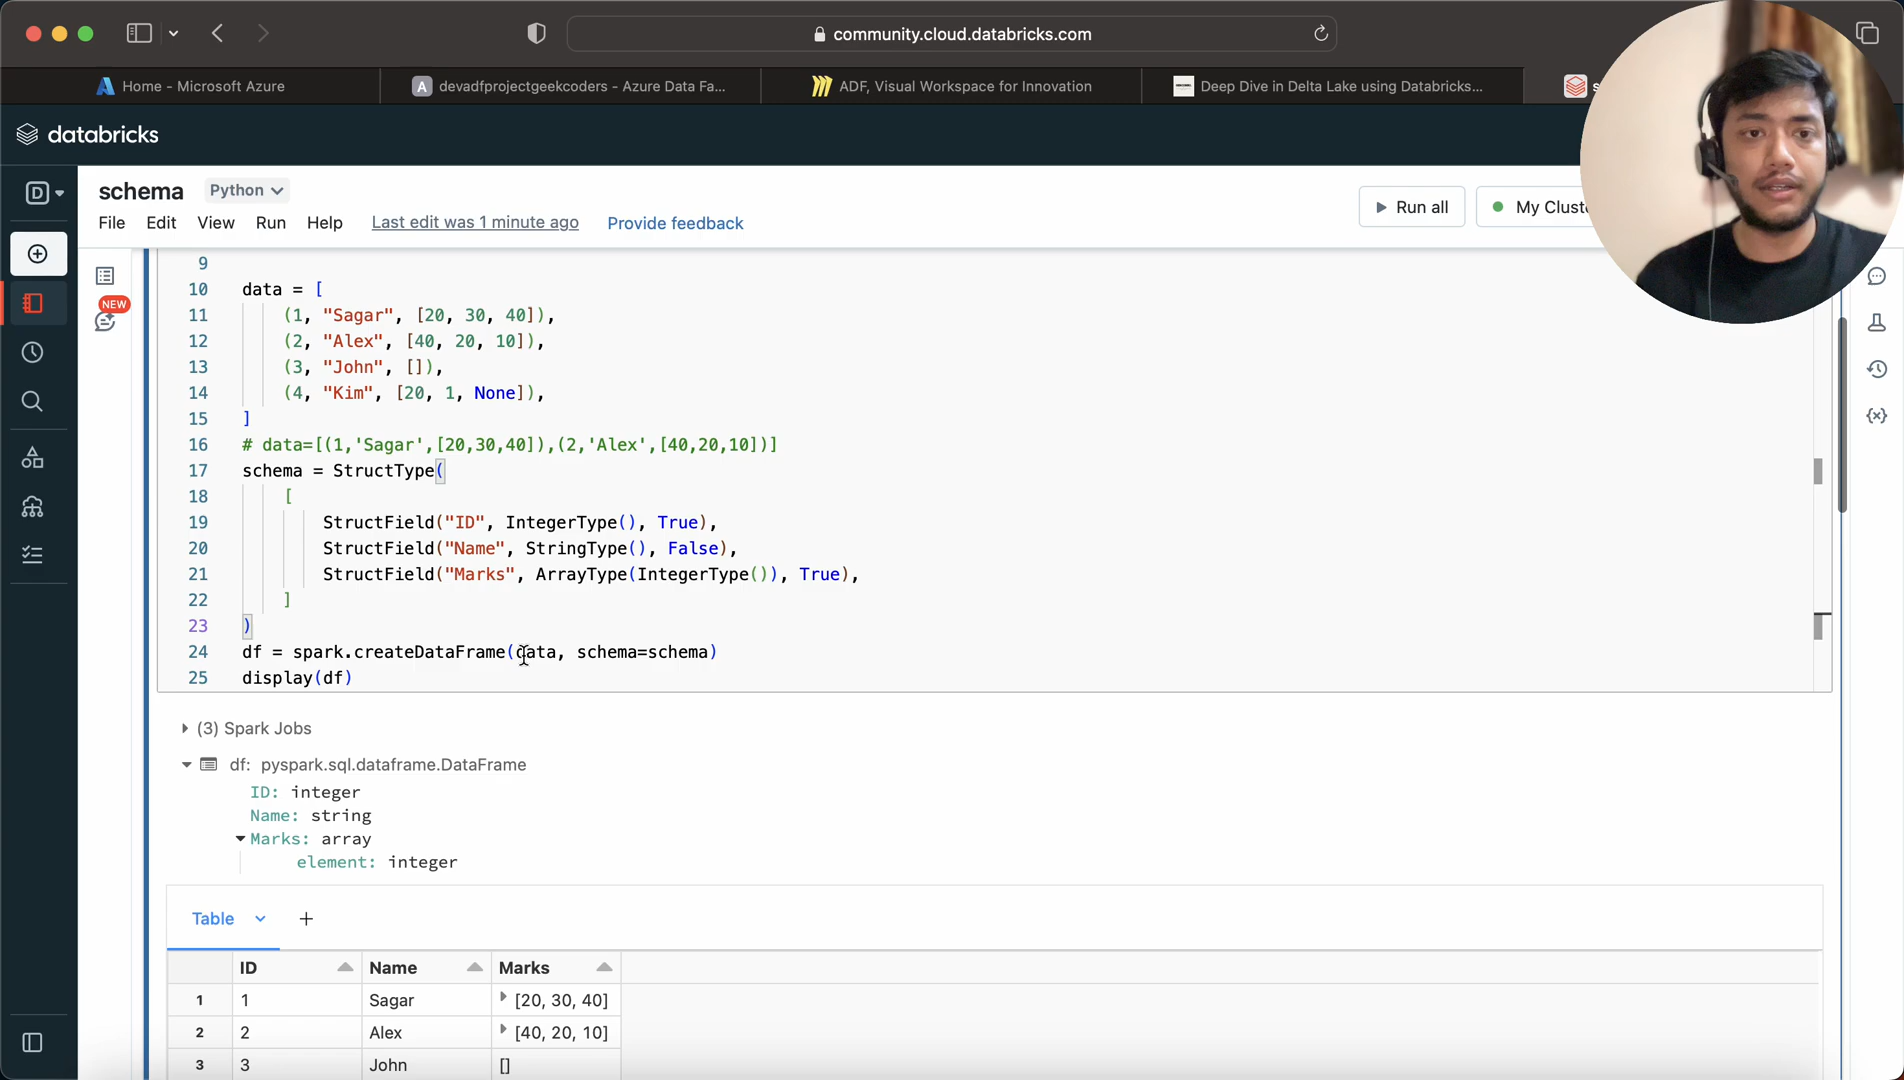 community.cloud.databricks.com
Home - Microsoft Azure
A devadfprojectgeekcoders - Azure Data Fa...
ADF, Visual Workspace for Innovation
Deep Dive in Delta Lake using Databricks...
databricks
D
schema Python
Run all
My Cluste
File Edit View Run Help Last edit was 1 minute ago Provide feedback
NEW
9
10 data = [
11 (1, "Sagar", [20, 30, 40]),
12 (2, "Alex", [40, 20, 10]),
13 (3, "John", []),
14 (4, "Kim", [20, 1, None]),
15 ]
16 # data=[(1,'Sagar',[20,30,40]),(2,'Alex',[40,20,10])]
17 schema = StructType(
18 [
19 StructField("ID", IntegerType(), True),
20 StructField("Name", StringType(), False),
21 StructField("Marks", ArrayType(IntegerType()), True),
22 ]
23 )
24 df = spark.createDataFrame(data, schema=schema)
25 display(df)
(3) Spark Jobs
df: pyspark.sql.dataframe.DataFrame
ID: integer
Name: string
Marks: array
element: integer
Table +
ID Name Marks
1 1 Sagar [20, 30, 40]
2 2 Alex [40, 20, 10]
3 3 John []